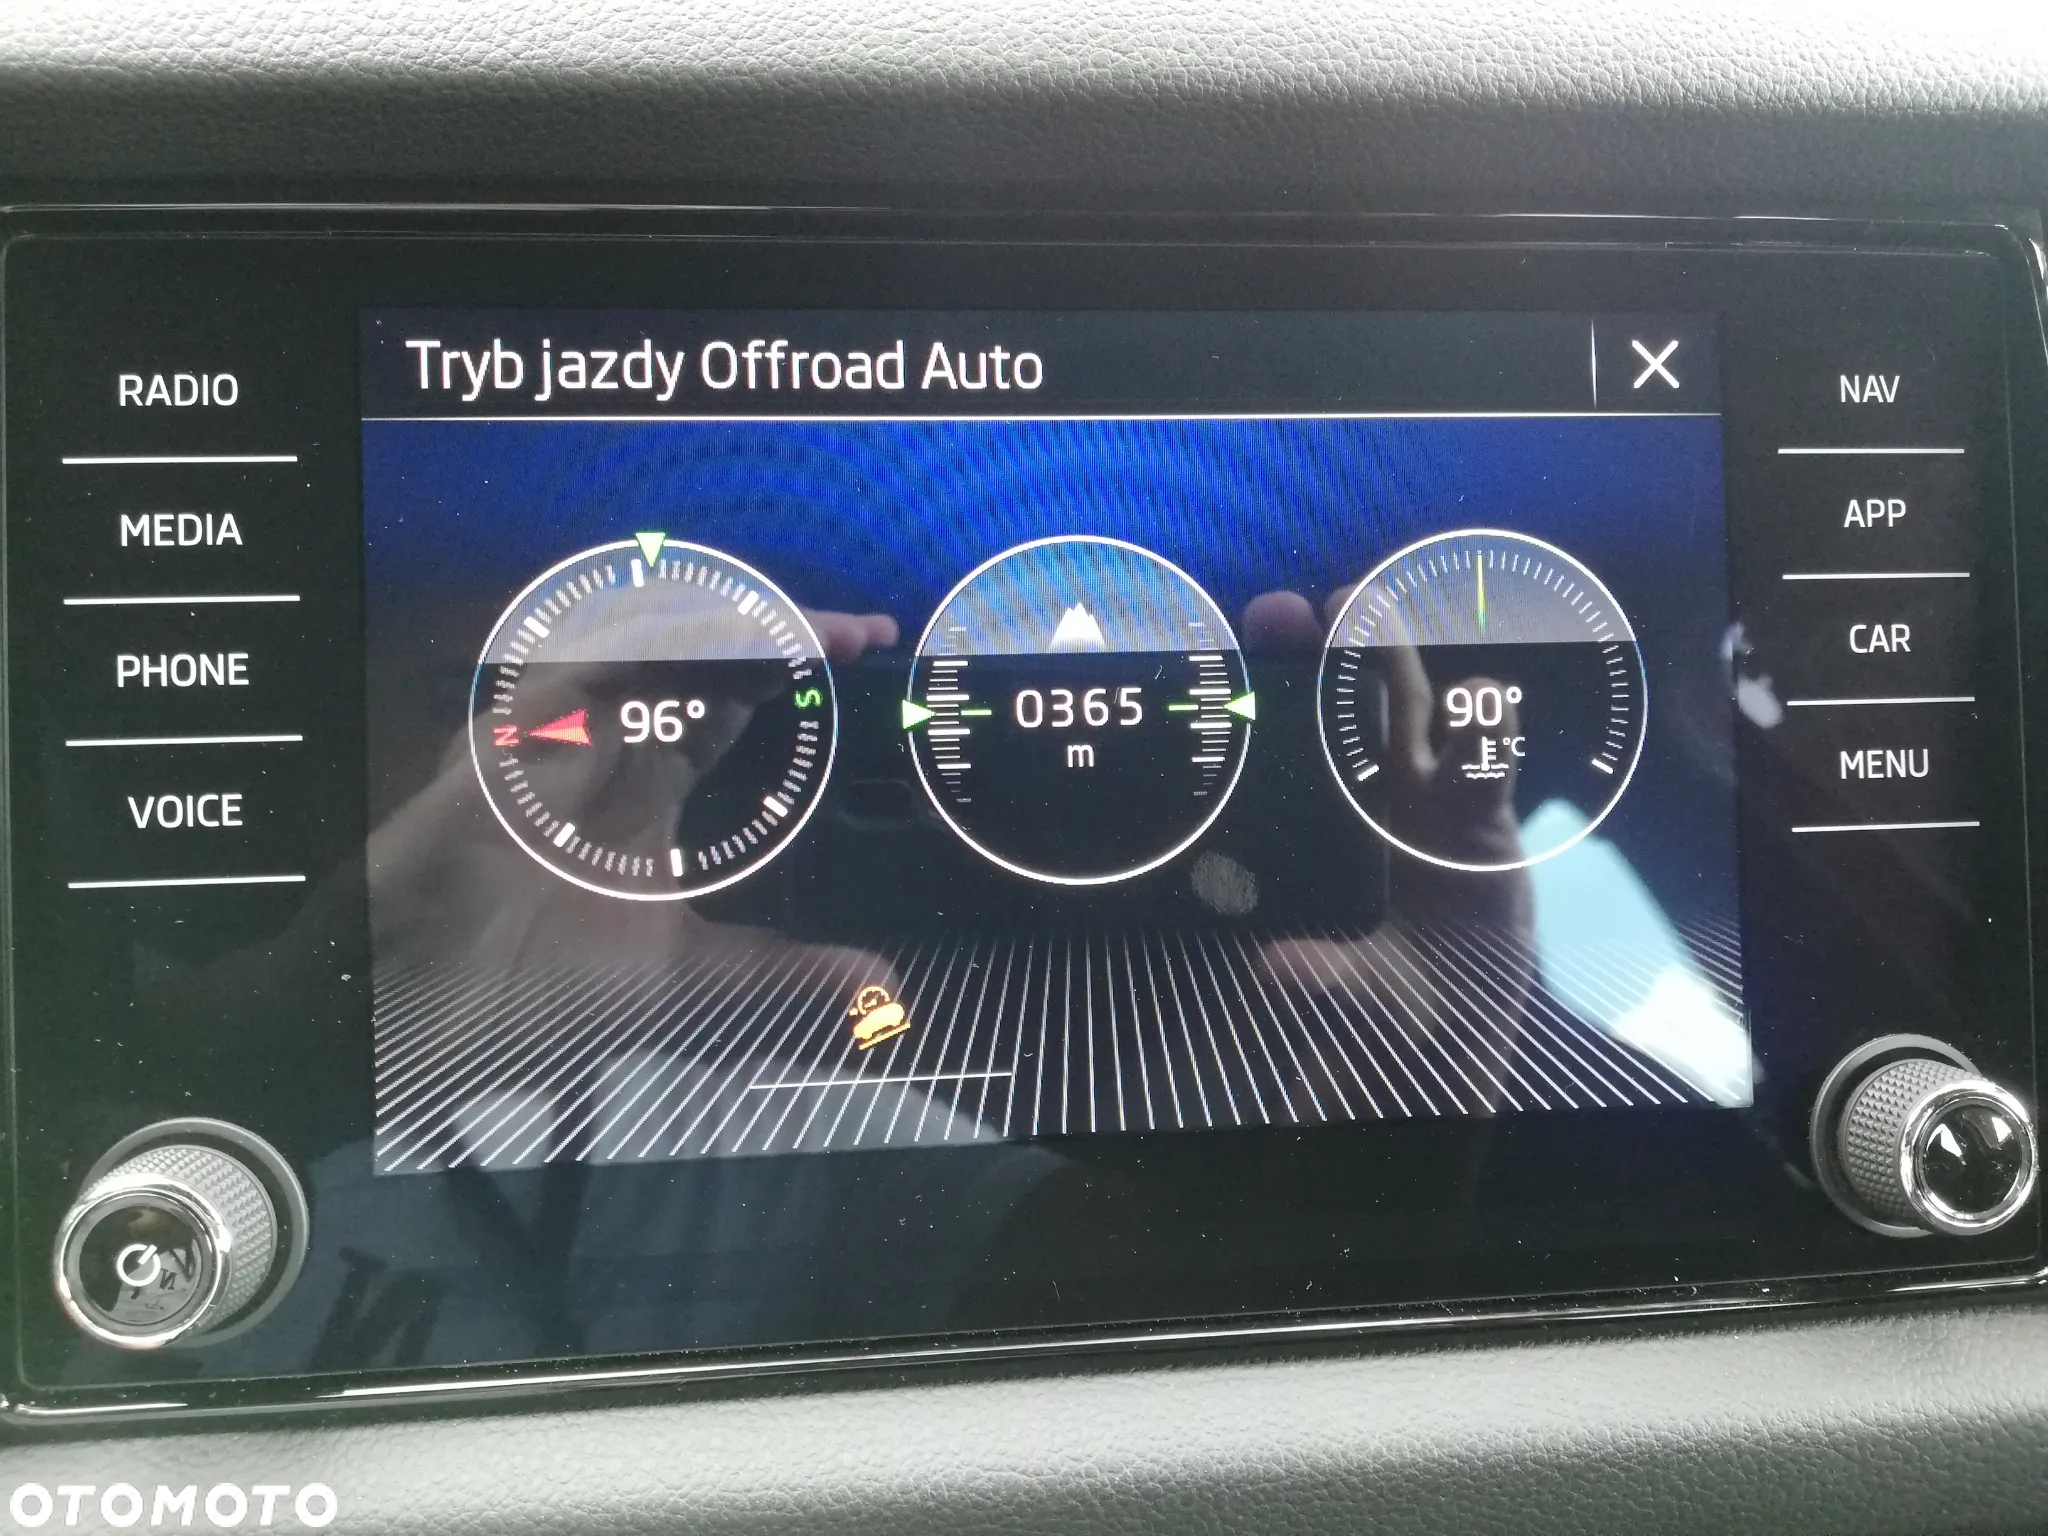 Tryb jazdy Offroad Auto
RADIO
MEDIA
PHONE
VOICE
NAV
APP
CAR
MENU
N
96°
S
0365
m
90°
°C
OTOMOTO